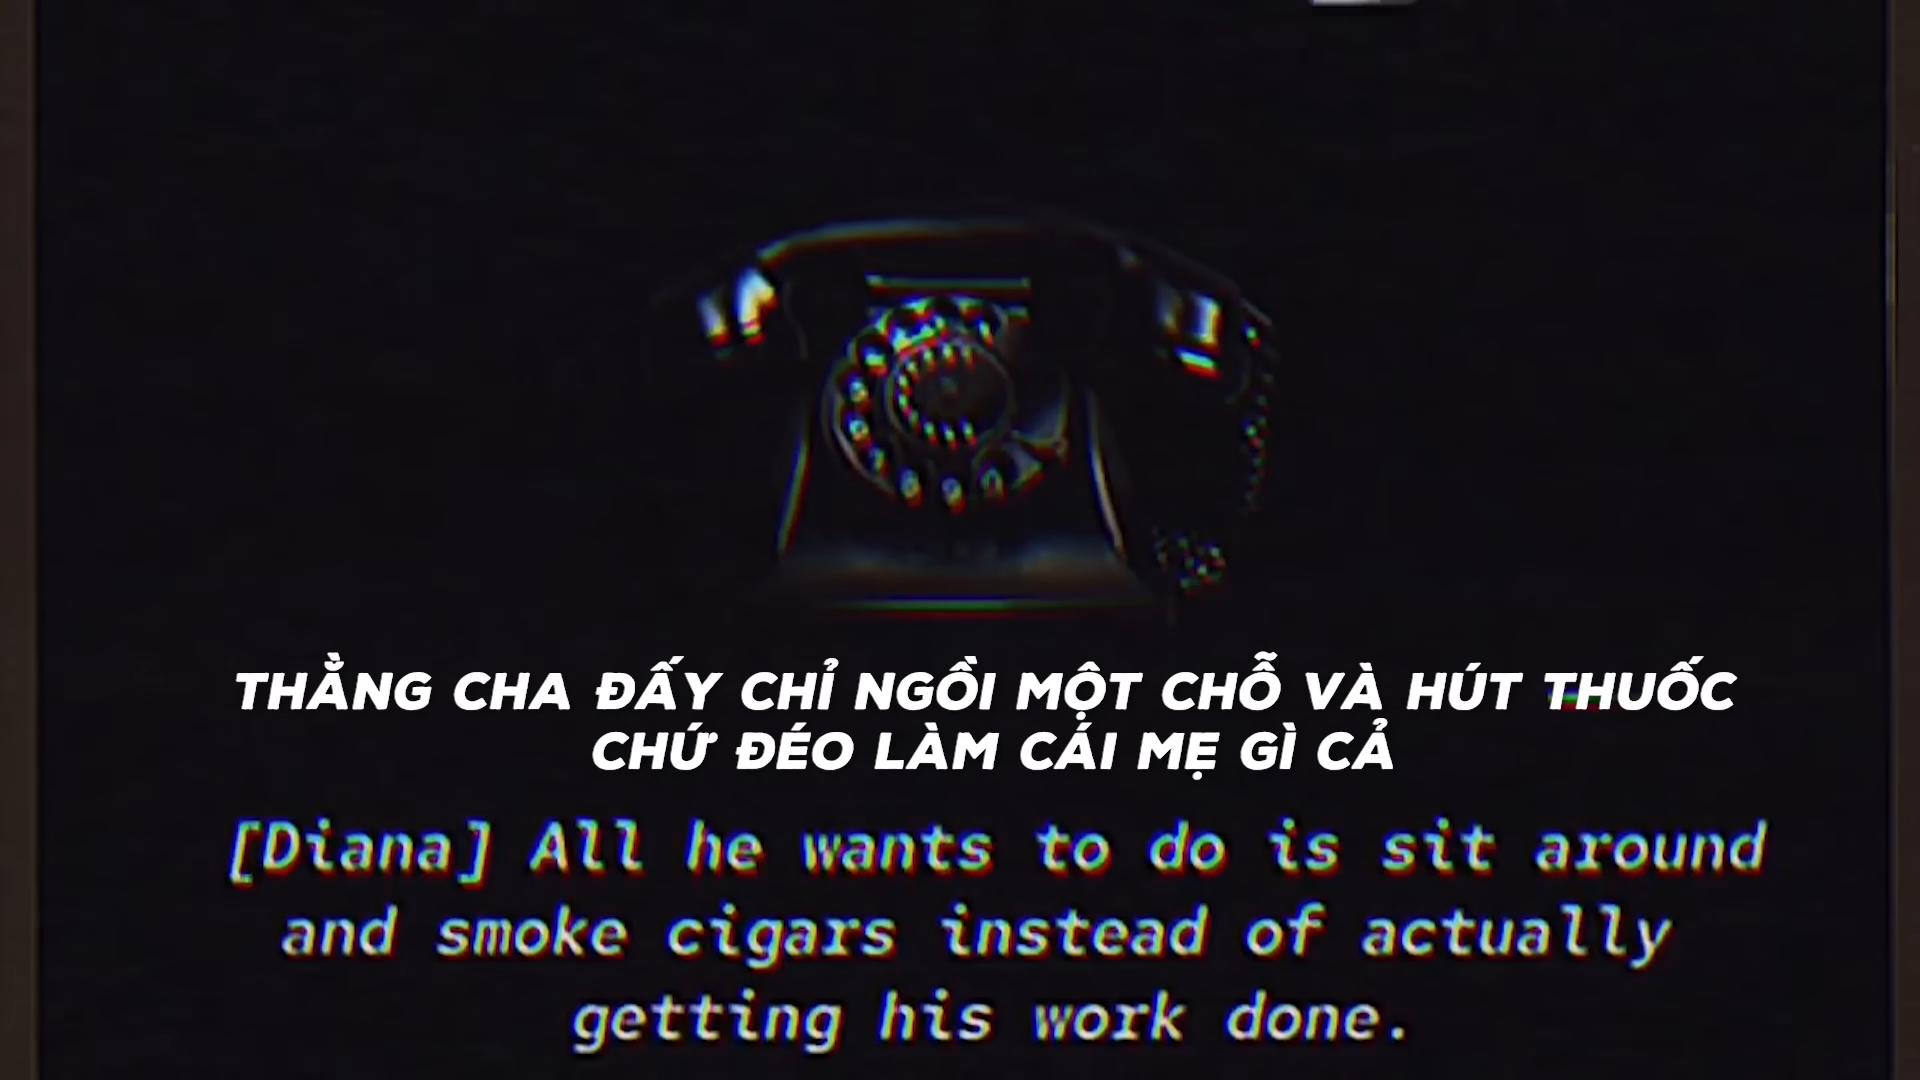 THẰNG CHA ĐẤY CHỈ NGỒI MỘT CHỖ VÀ HÚT THUỐC
CHỨ ĐÉO LÀM CÁI MẸ GÌ CẢ
[Diana] All he wants to do is sit around
and smoke cigars instead of actually
getting his work done.